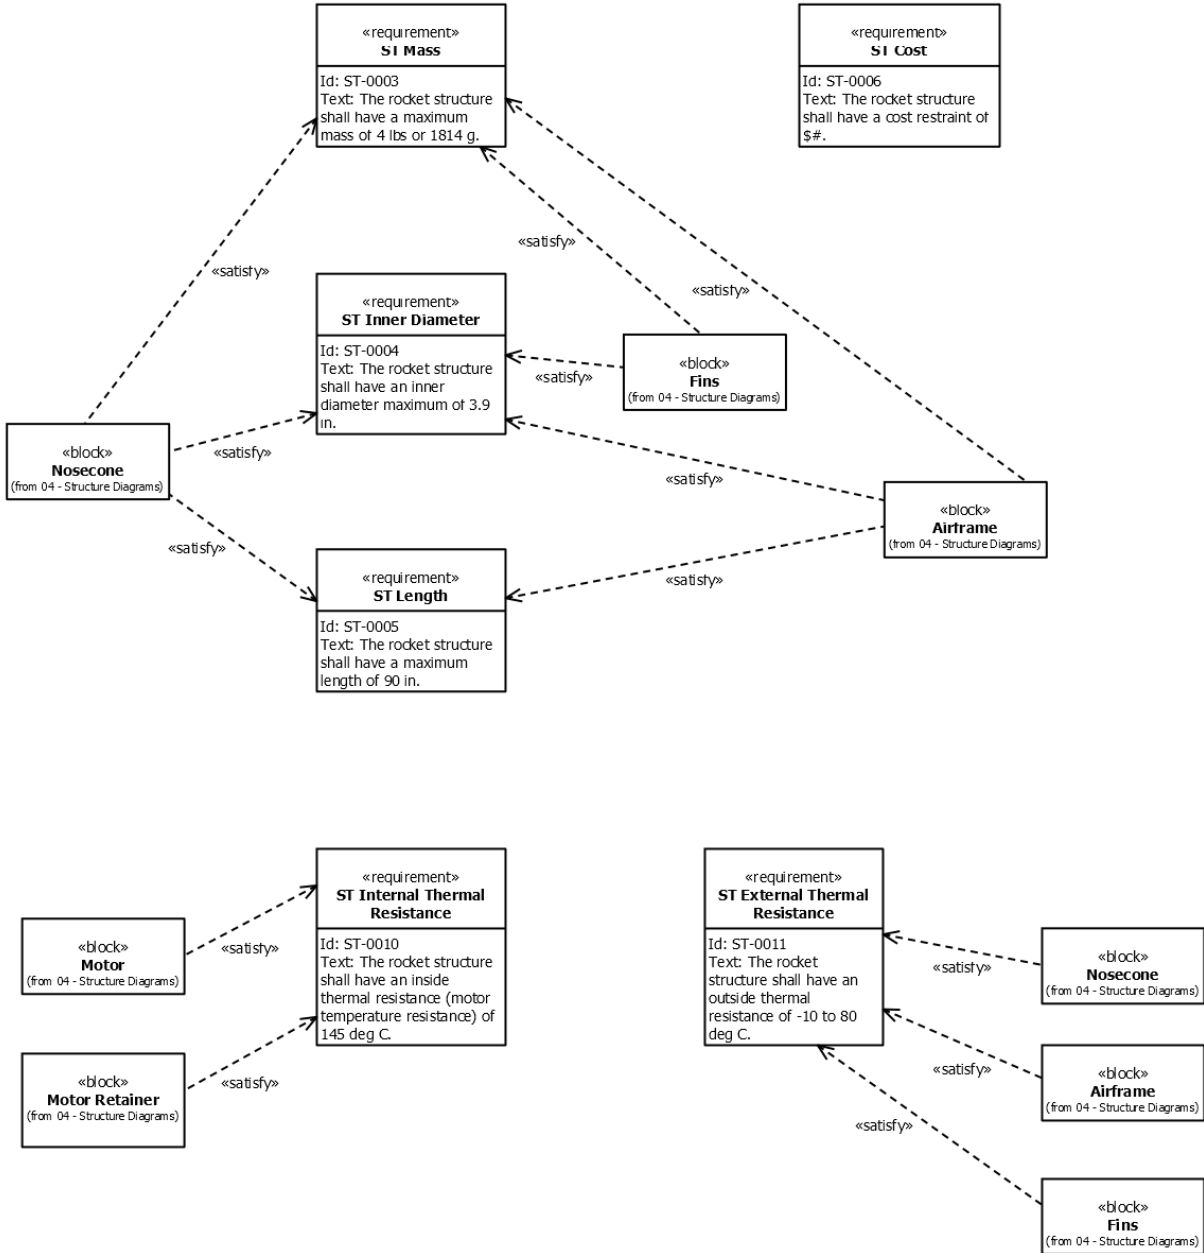 «requirement»
ST Mass
Id: ST-0003
Text: The rocket structure
shall have a maximum
mass of 4 lbs or 1814 g.
«requirement»
ST Cost
Id: ST-0006
Text: The rocket structure
shall have a cost restraint of
$#.
«satisfy»
«satisfy»
«satisfy»
«requirement»
ST Inner Diameter
Id: ST-0004
Text: The rocket structure
shall have an inner
diameter maximum of 3.9
in.
«block»
Fins
(from 04 - Structure Diagrams)
«satisfy»
«satisfy»
«satisfy»
«block»
Nosecone
(from 04 - Structure Diagrams)
«block»
Airframe
(from 04 - Structure Diagrams)
«satisfy»
«satisfy»
«requirement»
ST Length
Id: ST-0005
Text: The rocket structure
shall have a maximum
length of 90 in.
«requirement»
ST Internal Thermal
Resistance
Id: ST-0010
Text: The rocket structure
shall have an inside
thermal resistance (motor
temperature resistance) of
145 deg C.
«block»
Motor
(from 04 - Structure Diagrams)
«satisfy»
«block»
Motor Retainer
(from 04 - Structure Diagrams)
«satisfy»
«requirement»
ST External Thermal
Resistance
Id: ST-0011
Text: The rocket
structure shall have an
outside thermal
resistance of -10 to 80
deg C.
«satisfy»
«block»
Nosecone
(from 04 - Structure Diagrams)
«satisfy»
«block»
Airframe
(from 04 - Structure Diagrams)
«satisfy»
«block»
Fins
(from 04 - Structure Diagrams)